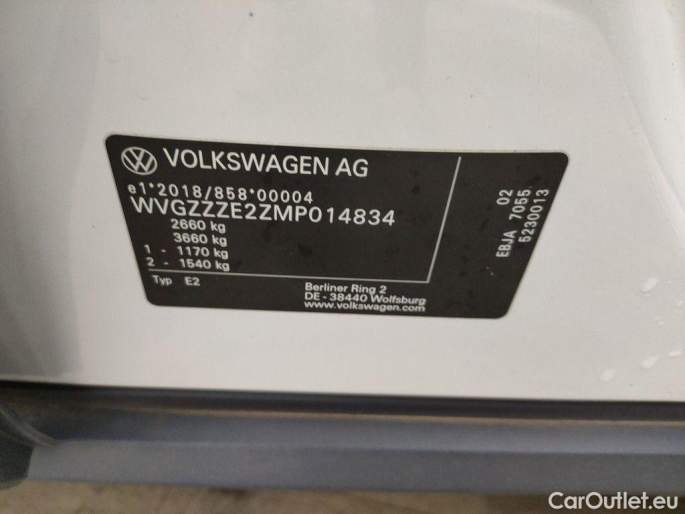 VOLKSWAGEN AG
e1*2018/858*00004
WVGZZZE2ZMP014834
2660 kg
3660 kg
1 - 1170 kg
2 - 1540 kg
Typ E2
Berliner Ring 2
DE - 38440 Wolfsburg
www.volkswagen.com
02
EBJA 7055
5230013
CarOutlet.eu